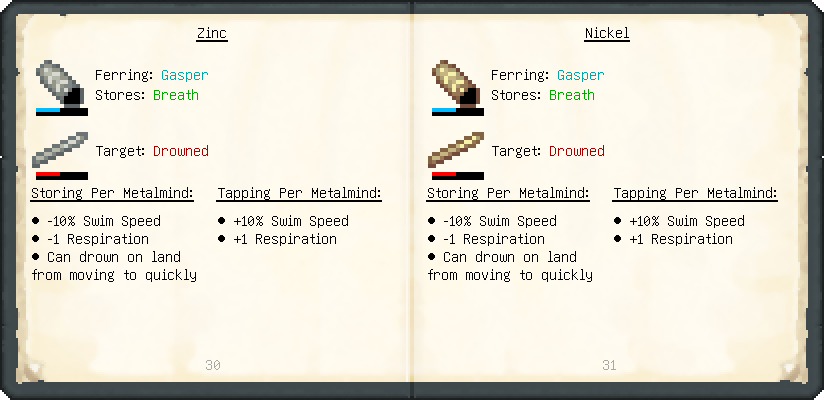 Zinc
Ferring: Gasper
Stores: Breath
Target: Drowned
Storing Per Metalmind:
● -10% Swim Speed
● -1 Respiration
● Can drown on land
from moving to quickly
Tapping Per Metalmind:
● +10% Swim Speed
● +1 Respiration
30
Nickel
Ferring: Gasper
Stores: Breath
Target: Drowned
Storing Per Metalmind:
● -10% Swim Speed
● -1 Respiration
● Can drown on land
from moving to quickly
Tapping Per Metalmind:
● +10% Swim Speed
● +1 Respiration
31